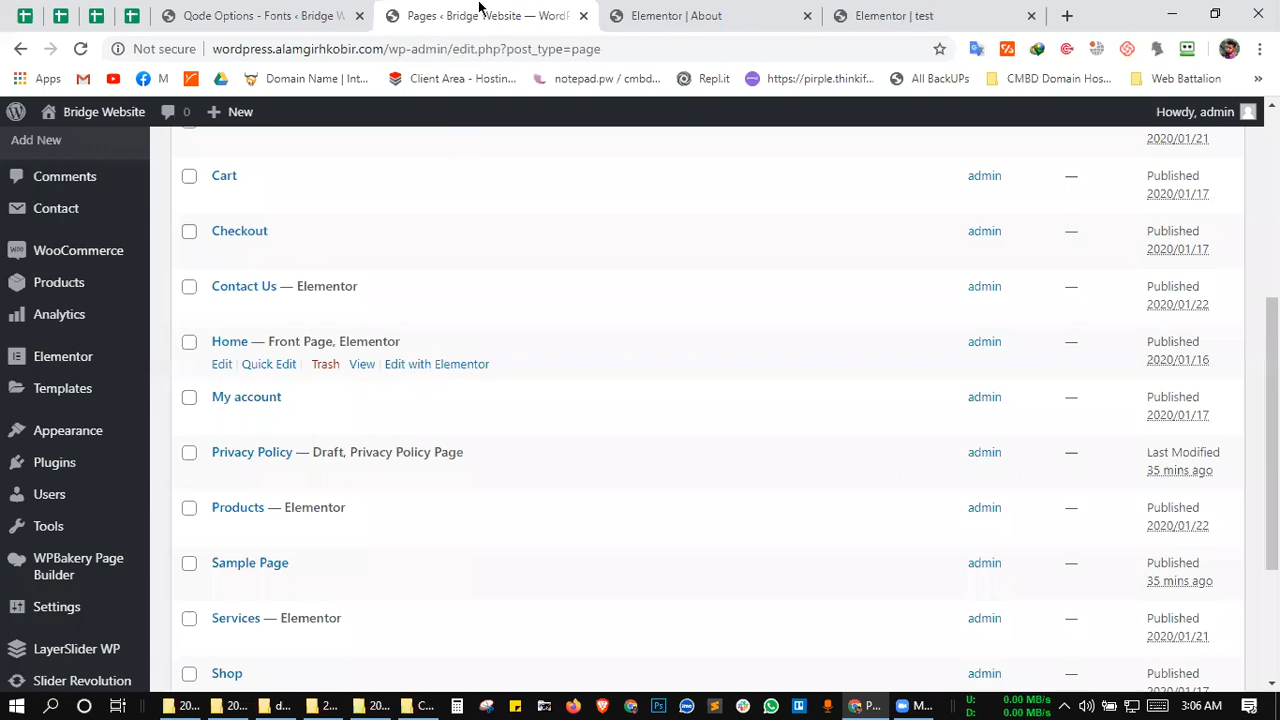 Qode Options - Fonts ‹ Bridge W
Pages ‹ Bridge Website — WordP
Elementor | About
Elementor | test
Not secure
wordpress.alamgirhkobir.com/wp-admin/edit.php?post_type=page
Apps
M
Domain Name | Int...
Client Area - Hostin...
notepad.pw / cmbd...
Replit
https://pirple.thinkif...
All BackUPs
CMBD Domain Hos...
Web Battalion
»
Bridge Website
0
New
Howdy, admin
Add New
Comments
Contact
WooCommerce
Products
Analytics
Elementor
Templates
Appearance
Plugins
Users
Tools
WPBakery Page
Builder
Settings
LayerSlider WP
Slider Revolution
2020/01/21
Cart admin — Published
2020/01/17
Checkout admin — Published
2020/01/17
Contact Us — Elementor admin — Published
2020/01/22
Home — Front Page, Elementor admin — Published
Edit | Quick Edit | Trash View | Edit with Elementor 2020/01/16
My account admin — Published
2020/01/17
Privacy Policy — Draft, Privacy Policy Page admin — Last Modified
35 mins ago
Products — Elementor admin — Published
2020/01/22
Sample Page admin — Published
35 mins ago
Services — Elementor admin — Published
2020/01/21
Shop admin — Published
2020/01/17
20...
20...
d...
2...
20...
C...
P...
M...
U: 0.00 MB/s
D: 0.00 MB/s
3:06 AM